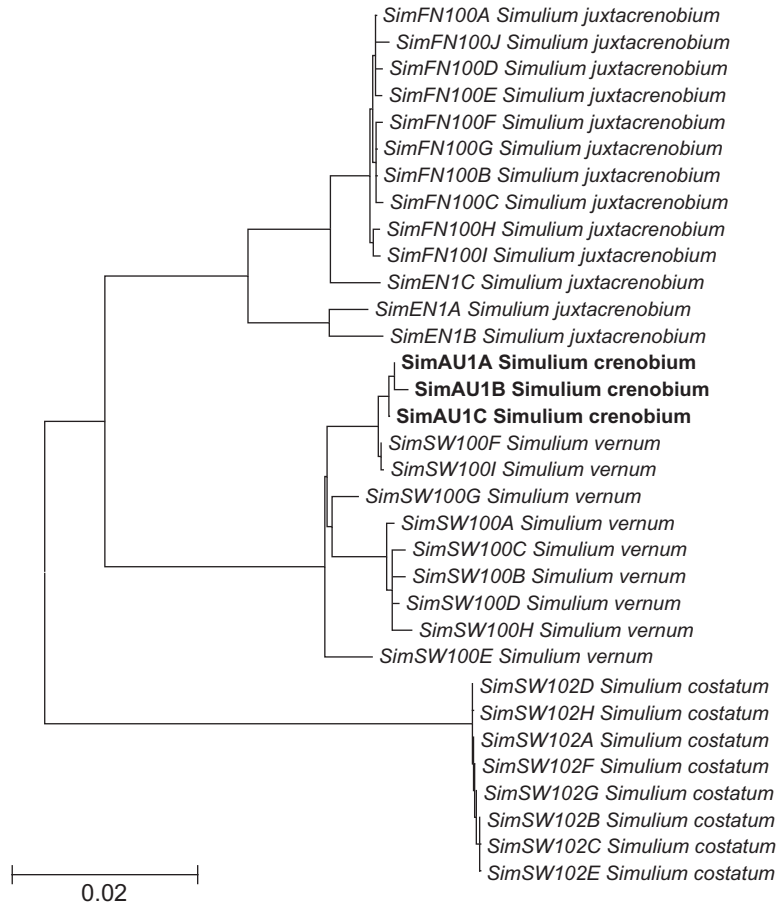 SimFN100A Simulium juxtacrenobium
SimFN100J Simulium juxtacrenobium
SimFN100D Simulium juxtacrenobium
SimFN100E Simulium juxtacrenobium
SimFN100F Simulium juxtacrenobium
SimFN100G Simulium juxtacrenobium
SimFN100B Simulium juxtacrenobium
SimFN100C Simulium juxtacrenobium
SimFN100H Simulium juxtacrenobium
SimFN100I Simulium juxtacrenobium
SimEN1C Simulium juxtacrenobium
SimEN1A Simulium juxtacrenobium
SimEN1B Simulium juxtacrenobium
SimAU1A Simulium crenobium
SimAU1B Simulium crenobium
SimAU1C Simulium crenobium
SimSW100F Simulium vernum
SimSW100I Simulium vernum
SimSW100G Simulium vernum
SimSW100A Simulium vernum
SimSW100C Simulium vernum
SimSW100B Simulium vernum
SimSW100D Simulium vernum
SimSW100H Simulium vernum
SimSW100E Simulium vernum
SimSW102D Simulium costatum
SimSW102H Simulium costatum
SimSW102A Simulium costatum
SimSW102F Simulium costatum
SimSW102G Simulium costatum
SimSW102B Simulium costatum
SimSW102C Simulium costatum
SimSW102E Simulium costatum
0.02